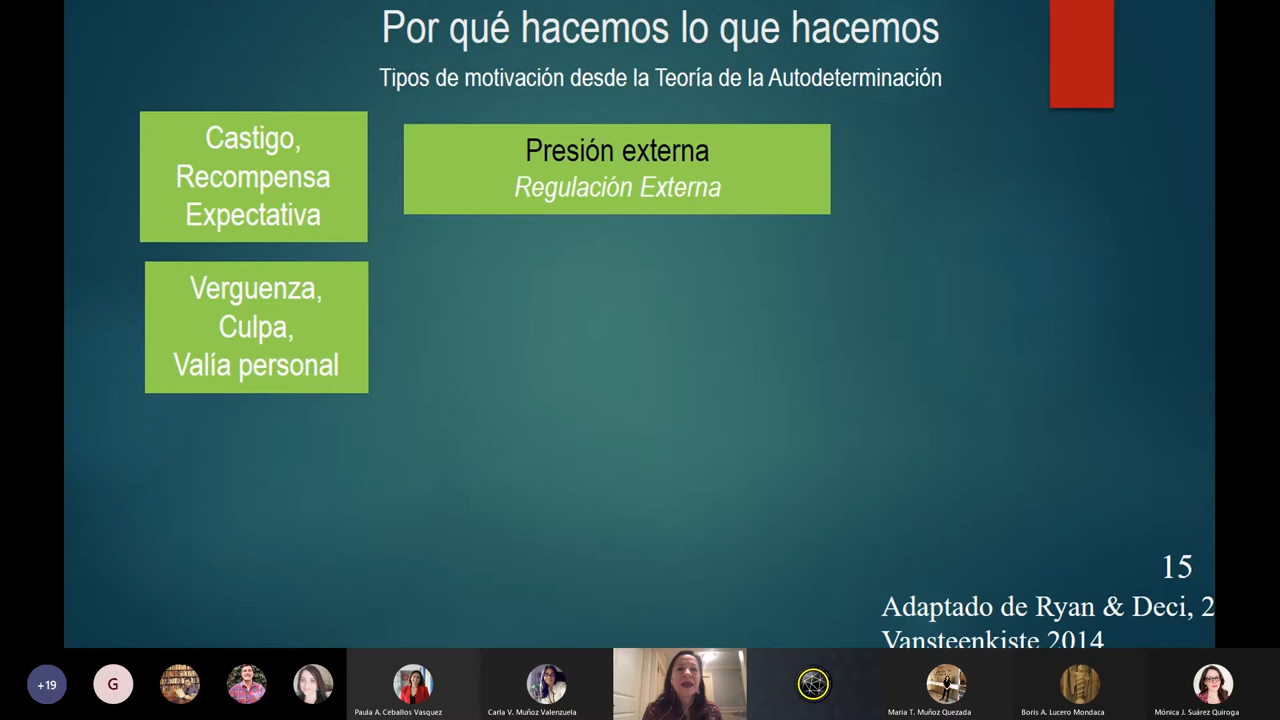 Por qué hacemos lo que hacemos
Tipos de motivación desde la Teoría de la Autodeterminación
Castigo,
Recompensa
Expectativa
Presión externa
Regulación Externa
Verguenza,
Culpa,
Valía personal
15
Adaptado de Ryan & Deci, 2
Vansteenkiste 2014
+19
G
Paula A. Ceballos Vasquez
Carla V. Muñoz Valenzuela
Maria T. Muñoz Quezada
Boris A. Lucero Mondaca
Mónica J. Suárez Quiroga